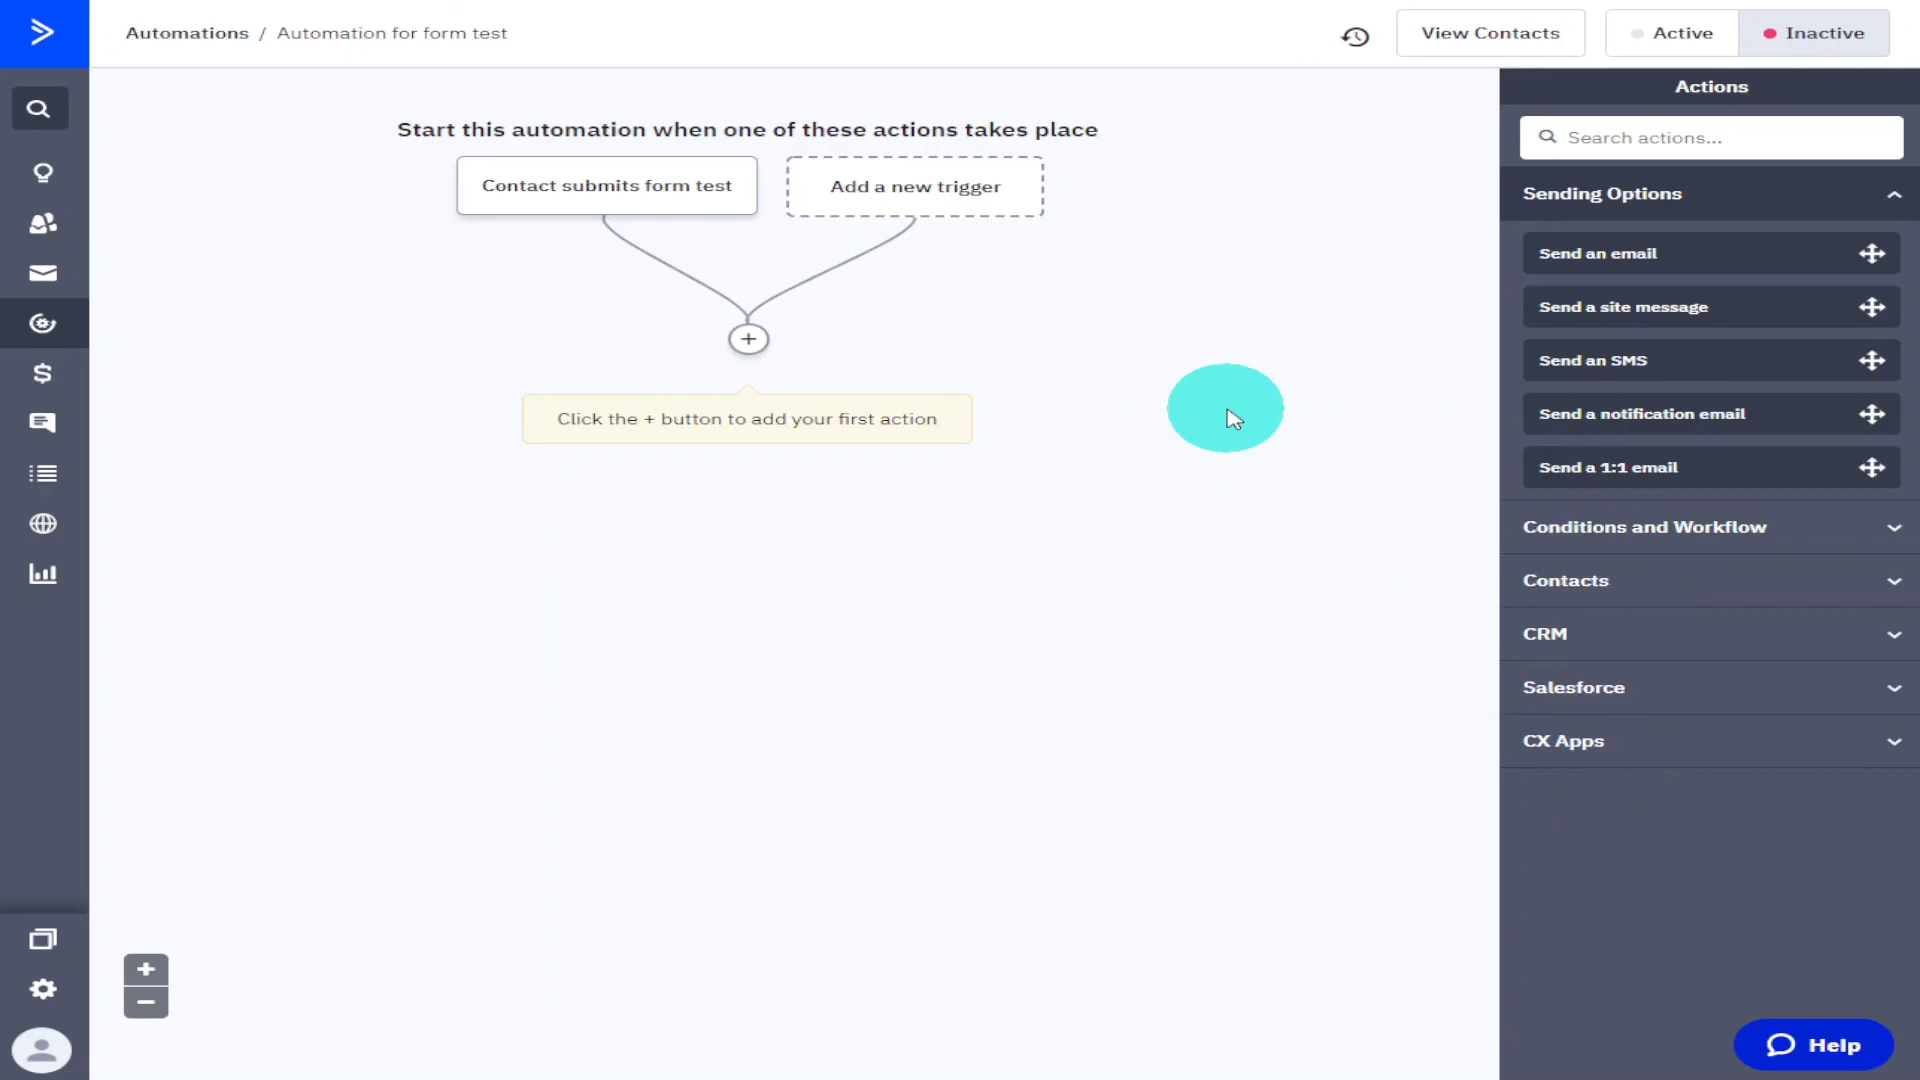 Automations / Automation for form test
View Contacts
Active
Inactive
Start this automation when one of these actions takes place
Contact submits form test
Add a new trigger
+
Click the + button to add your first action
Actions
Search actions...
Sending Options
Send an email
Send a site message
Send an SMS
Send a notification email
Send a 1:1 email
Conditions and Workflow
Contacts
CRM
Salesforce
CX Apps
+
−
Help